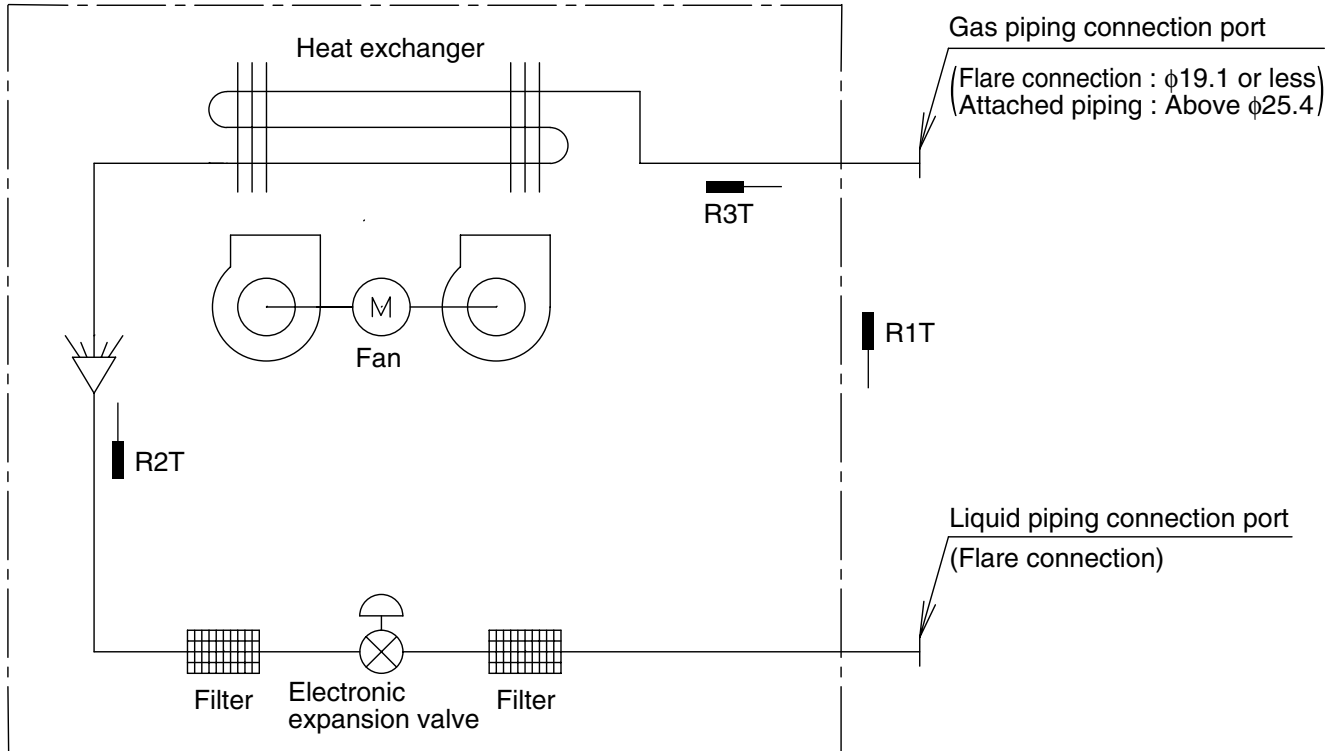 Heat exchanger
Gas piping connection port
(Flare connection : ϕ19.1 or less
Attached piping : Above ϕ25.4)
R3T
M
Fan
R1T
R2T
Liquid piping connection port
(Flare connection)
Filter
Electronic
expansion valve
Filter